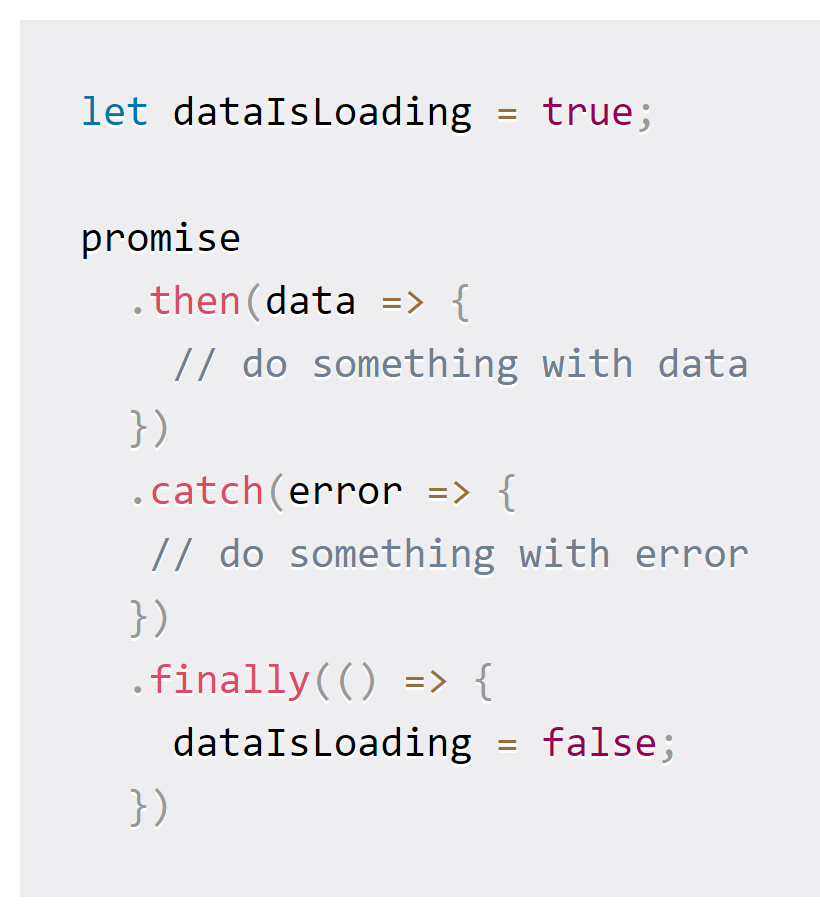 let dataIsLoading = true;

promise
  .then(data => {
    // do something with data
  })
  .catch(error => {
   // do something with error
  })
  .finally(() => {
    dataIsLoading = false;
  })